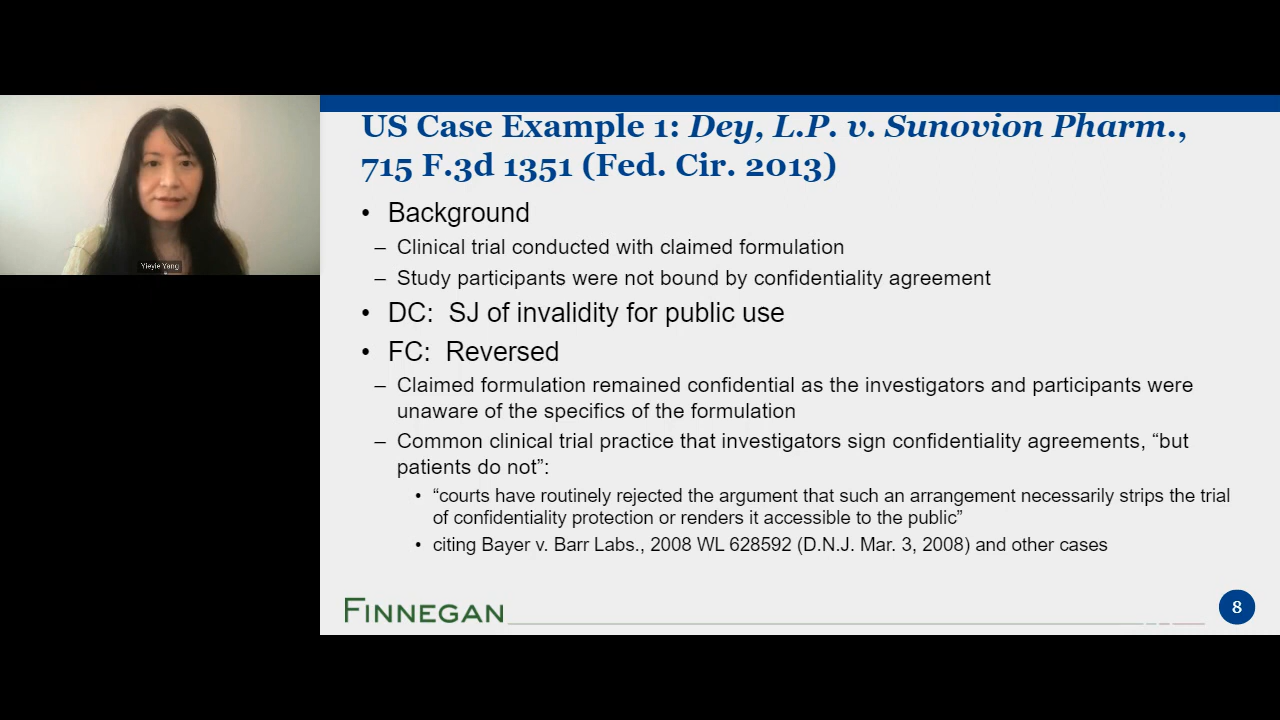 US Case Example 1: Dey, L.P. v. Sunovion Pharm.,
715 F.3d 1351 (Fed. Cir. 2013)
• Background
– Clinical trial conducted with claimed formulation
– Study participants were not bound by confidentiality agreement
• DC: SJ of invalidity for public use
• FC: Reversed
– Claimed formulation remained confidential as the investigators and participants were
unaware of the specifics of the formulation
– Common clinical trial practice that investigators sign confidentiality agreements, “but
patients do not”:
• “courts have routinely rejected the argument that such an arrangement necessarily strips the trial
of confidentiality protection or renders it accessible to the public”
• citing Bayer v. Barr Labs., 2008 WL 628592 (D.N.J. Mar. 3, 2008) and other cases
FINNEGAN
8
Yieyie Yang